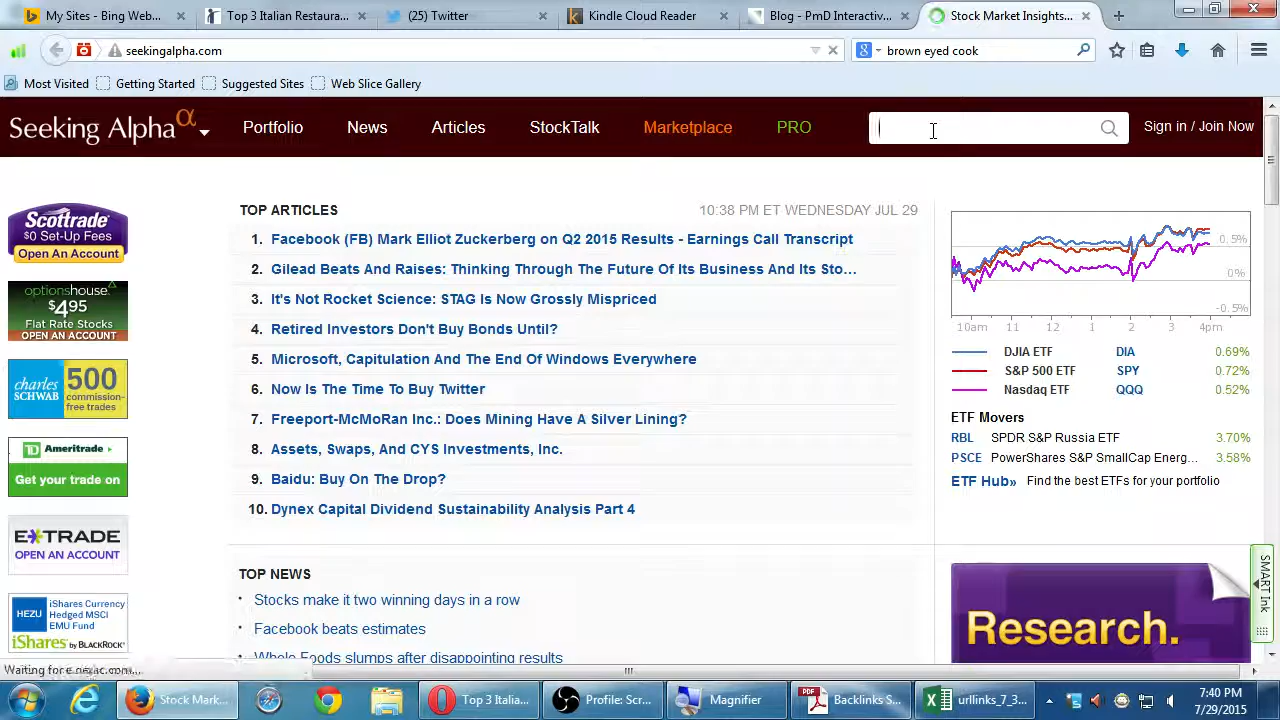 My Sites - Bing Web...
Top 3 Italian Restaura...
(25) Twitter
Kindle Cloud Reader
Blog - PmD Interactiv...
Stock Market Insights...
seekingalpha.com
brown eyed cook
Most Visited
Getting Started
Suggested Sites
Web Slice Gallery
Seeking Alpha α
Portfolio
News
Articles
StockTalk
Marketplace
PRO
Sign in / Join Now
Scottrade
$0 Set-Up Fees
Open An Account
optionshouse
$4.95
Flat Rate Stocks
OPEN AN ACCOUNT
charles
SCHWAB
500
commission-
free trades
TD Ameritrade
Get your trade on
E*TRADE
OPEN AN ACCOUNT
HEZU
iShares Currency
Hedged MSCI
EMU Fund
iShares by BLACKROCK
TOP ARTICLES
10:38 PM ET WEDNESDAY JUL 29
1. Facebook (FB) Mark Elliot Zuckerberg on Q2 2015 Results - Earnings Call Transcript
2. Gilead Beats And Raises: Thinking Through The Future Of Its Business And Its Sto...
3. It's Not Rocket Science: STAG Is Now Grossly Mispriced
4. Retired Investors Don't Buy Bonds Until?
5. Microsoft, Capitulation And The End Of Windows Everywhere
6. Now Is The Time To Buy Twitter
7. Freeport-McMoRan Inc.: Does Mining Have A Silver Lining?
8. Assets, Swaps, And CYS Investments, Inc.
9. Baidu: Buy On The Drop?
10. Dynex Capital Dividend Sustainability Analysis Part 4
TOP NEWS
• Stocks make it two winning days in a row
• Facebook beats estimates
• Whole Foods slumps after disappointing results
0.5%
0%
-0.5%
10am 11 12 1 2 3 4pm
DJIA ETF DIA 0.69%
S&P 500 ETF SPY 0.72%
Nasdaq ETF QQQ 0.52%
ETF Movers
RBL SPDR S&P Russia ETF 3.70%
PSCE PowerShares S&P SmallCap Energ... 3.58%
ETF Hub» Find the best ETFs for your portfolio
Research.
SMART Ink
Stock Mark...
Top 3 Italia...
Profile: Scr...
Magnifier
Backlinks S...
urllinks_7_3...
7:40 PM
7/29/2015